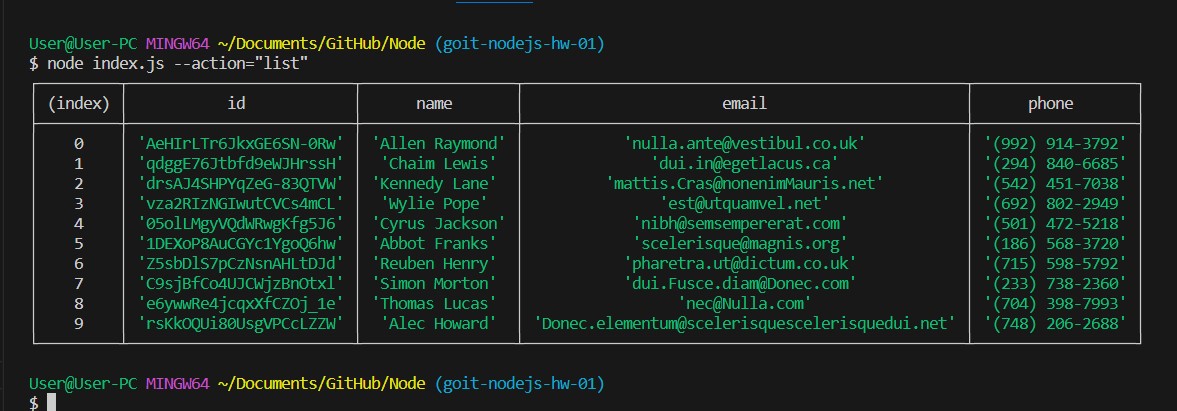 User@User-PC MINGW64 ~/Documents/GitHub/Node (goit-nodejs-hw-01)
$ node index.js --action="list"
(index) id name email phone
0 'AeHIrLTr6JkxGE6SN-0Rw' 'Allen Raymond' 'nulla.ante@vestibul.co.uk' '(992) 914-3792'
1 'qdggE76Jtbfd9eWJHrssH' 'Chaim Lewis' 'dui.in@egetlacus.ca' '(294) 840-6685'
2 'drsAJ4SHPYqZeG-83QTVW' 'Kennedy Lane' 'mattis.Cras@nonenimMauris.net' '(542) 451-7038'
3 'vza2RIzNGIwutCVCs4mCL' 'Wylie Pope' 'est@utquamvel.net' '(692) 802-2949'
4 '05olLMgyVQdWRwgKfg5J6' 'Cyrus Jackson' 'nibh@semsempererat.com' '(501) 472-5218'
5 '1DEXoP8AuCGYc1YgoQ6hw' 'Abbot Franks' 'scelerisque@magnis.org' '(186) 568-3720'
6 'Z5sbDlS7pCzNsnAHLtDJd' 'Reuben Henry' 'pharetra.ut@dictum.co.uk' '(715) 598-5792'
7 'C9sjBfCo4UJCWjzBnOtxl' 'Simon Morton' 'dui.Fusce.diam@Donec.com' '(233) 738-2360'
8 'e6ywwRe4jcqxXfCZOj_1e' 'Thomas Lucas' 'nec@Nulla.com' '(704) 398-7993'
9 'rsKkOQUi80UsgVPCcLZZW' 'Alec Howard' 'Donec.elementum@scelerisquescelerisquedui.net' '(748) 206-2688'
User@User-PC MINGW64 ~/Documents/GitHub/Node (goit-nodejs-hw-01)
$